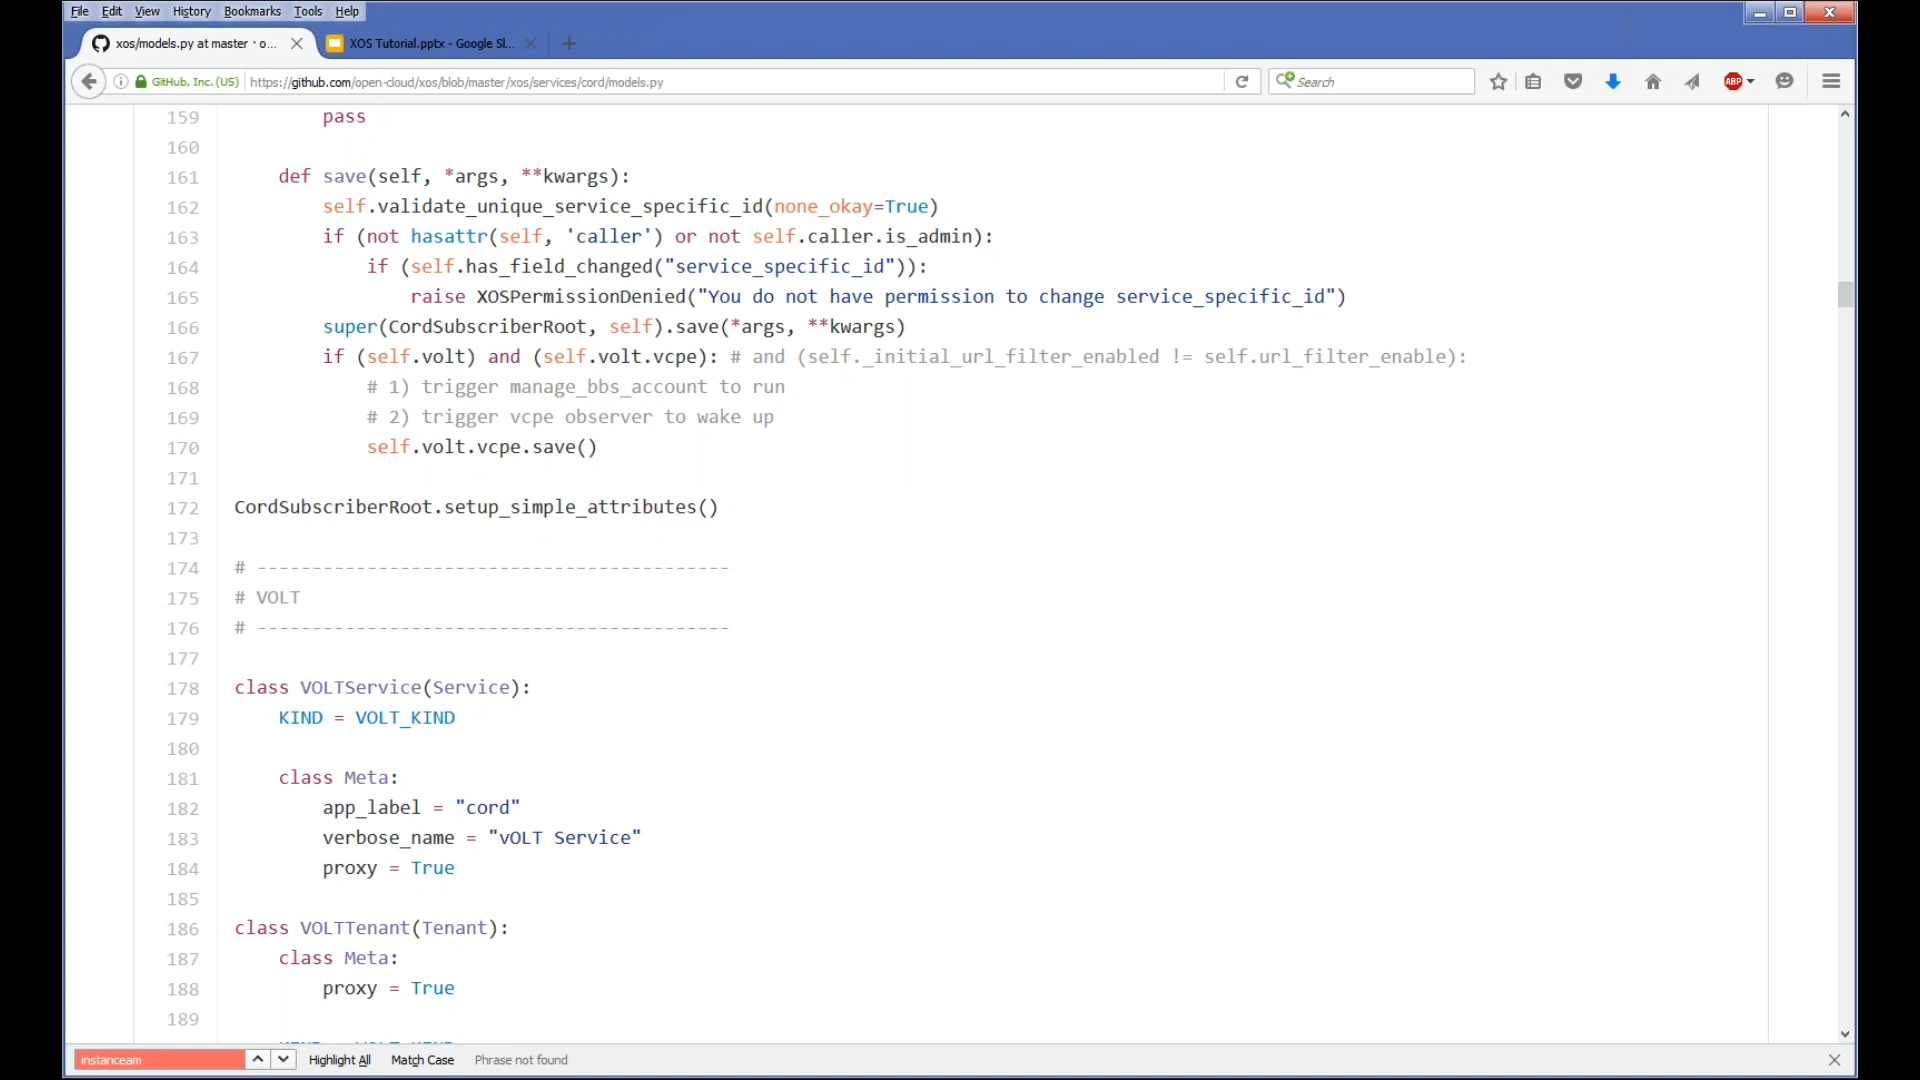 File Edit View History Bookmarks Tools Help
xos/models.py at master · o... XOS Tutorial.pptx - Google Sl...
GitHub, Inc. (US) https://github.com/open-cloud/xos/blob/master/xos/services/cord/models.py Search ABP
159 pass
160
161 def save(self, *args, **kwargs):
162 self.validate_unique_service_specific_id(none_okay=True)
163 if (not hasattr(self, 'caller') or not self.caller.is_admin):
164 if (self.has_field_changed("service_specific_id")):
165 raise XOSPermissionDenied("You do not have permission to change service_specific_id")
166 super(CordSubscriberRoot, self).save(*args, **kwargs)
167 if (self.volt) and (self.volt.vcpe): # and (self._initial_url_filter_enabled != self.url_filter_enable):
168 # 1) trigger manage_bbs_account to run
169 # 2) trigger vcpe observer to wake up
170 self.volt.vcpe.save()
171
172 CordSubscriberRoot.setup_simple_attributes()
173
174 # -------------------------------------------
175 # VOLT
176 # -------------------------------------------
177
178 class VOLTService(Service):
179 KIND = VOLT_KIND
180
181 class Meta:
182 app_label = "cord"
183 verbose_name = "vOLT Service"
184 proxy = True
185
186 class VOLTTenant(Tenant):
187 class Meta:
188 proxy = True
189
instanceam Highlight All Match Case Phrase not found